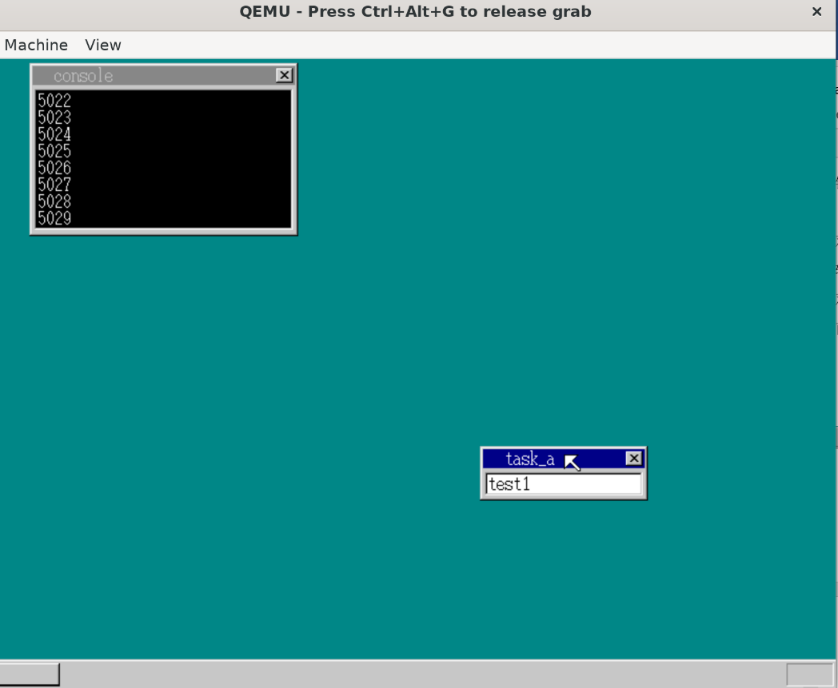 QEMU - Press Ctrl+Alt+G to release grab
Machine View
console
5022
5023
5024
5025
5026
5027
5028
5029
task_a
test1